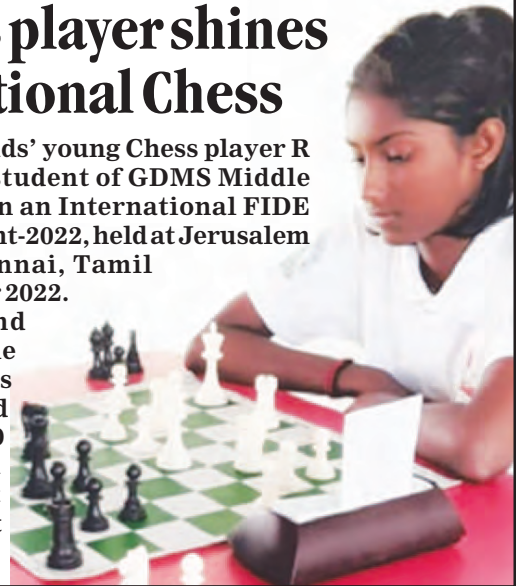 player shines
tional Chess
ds’ young Chess player R
student of GDMS Middle
n an International FIDE
nt-2022, held at Jerusalem
nnai, Tamil
2022.
nd
e
s
d